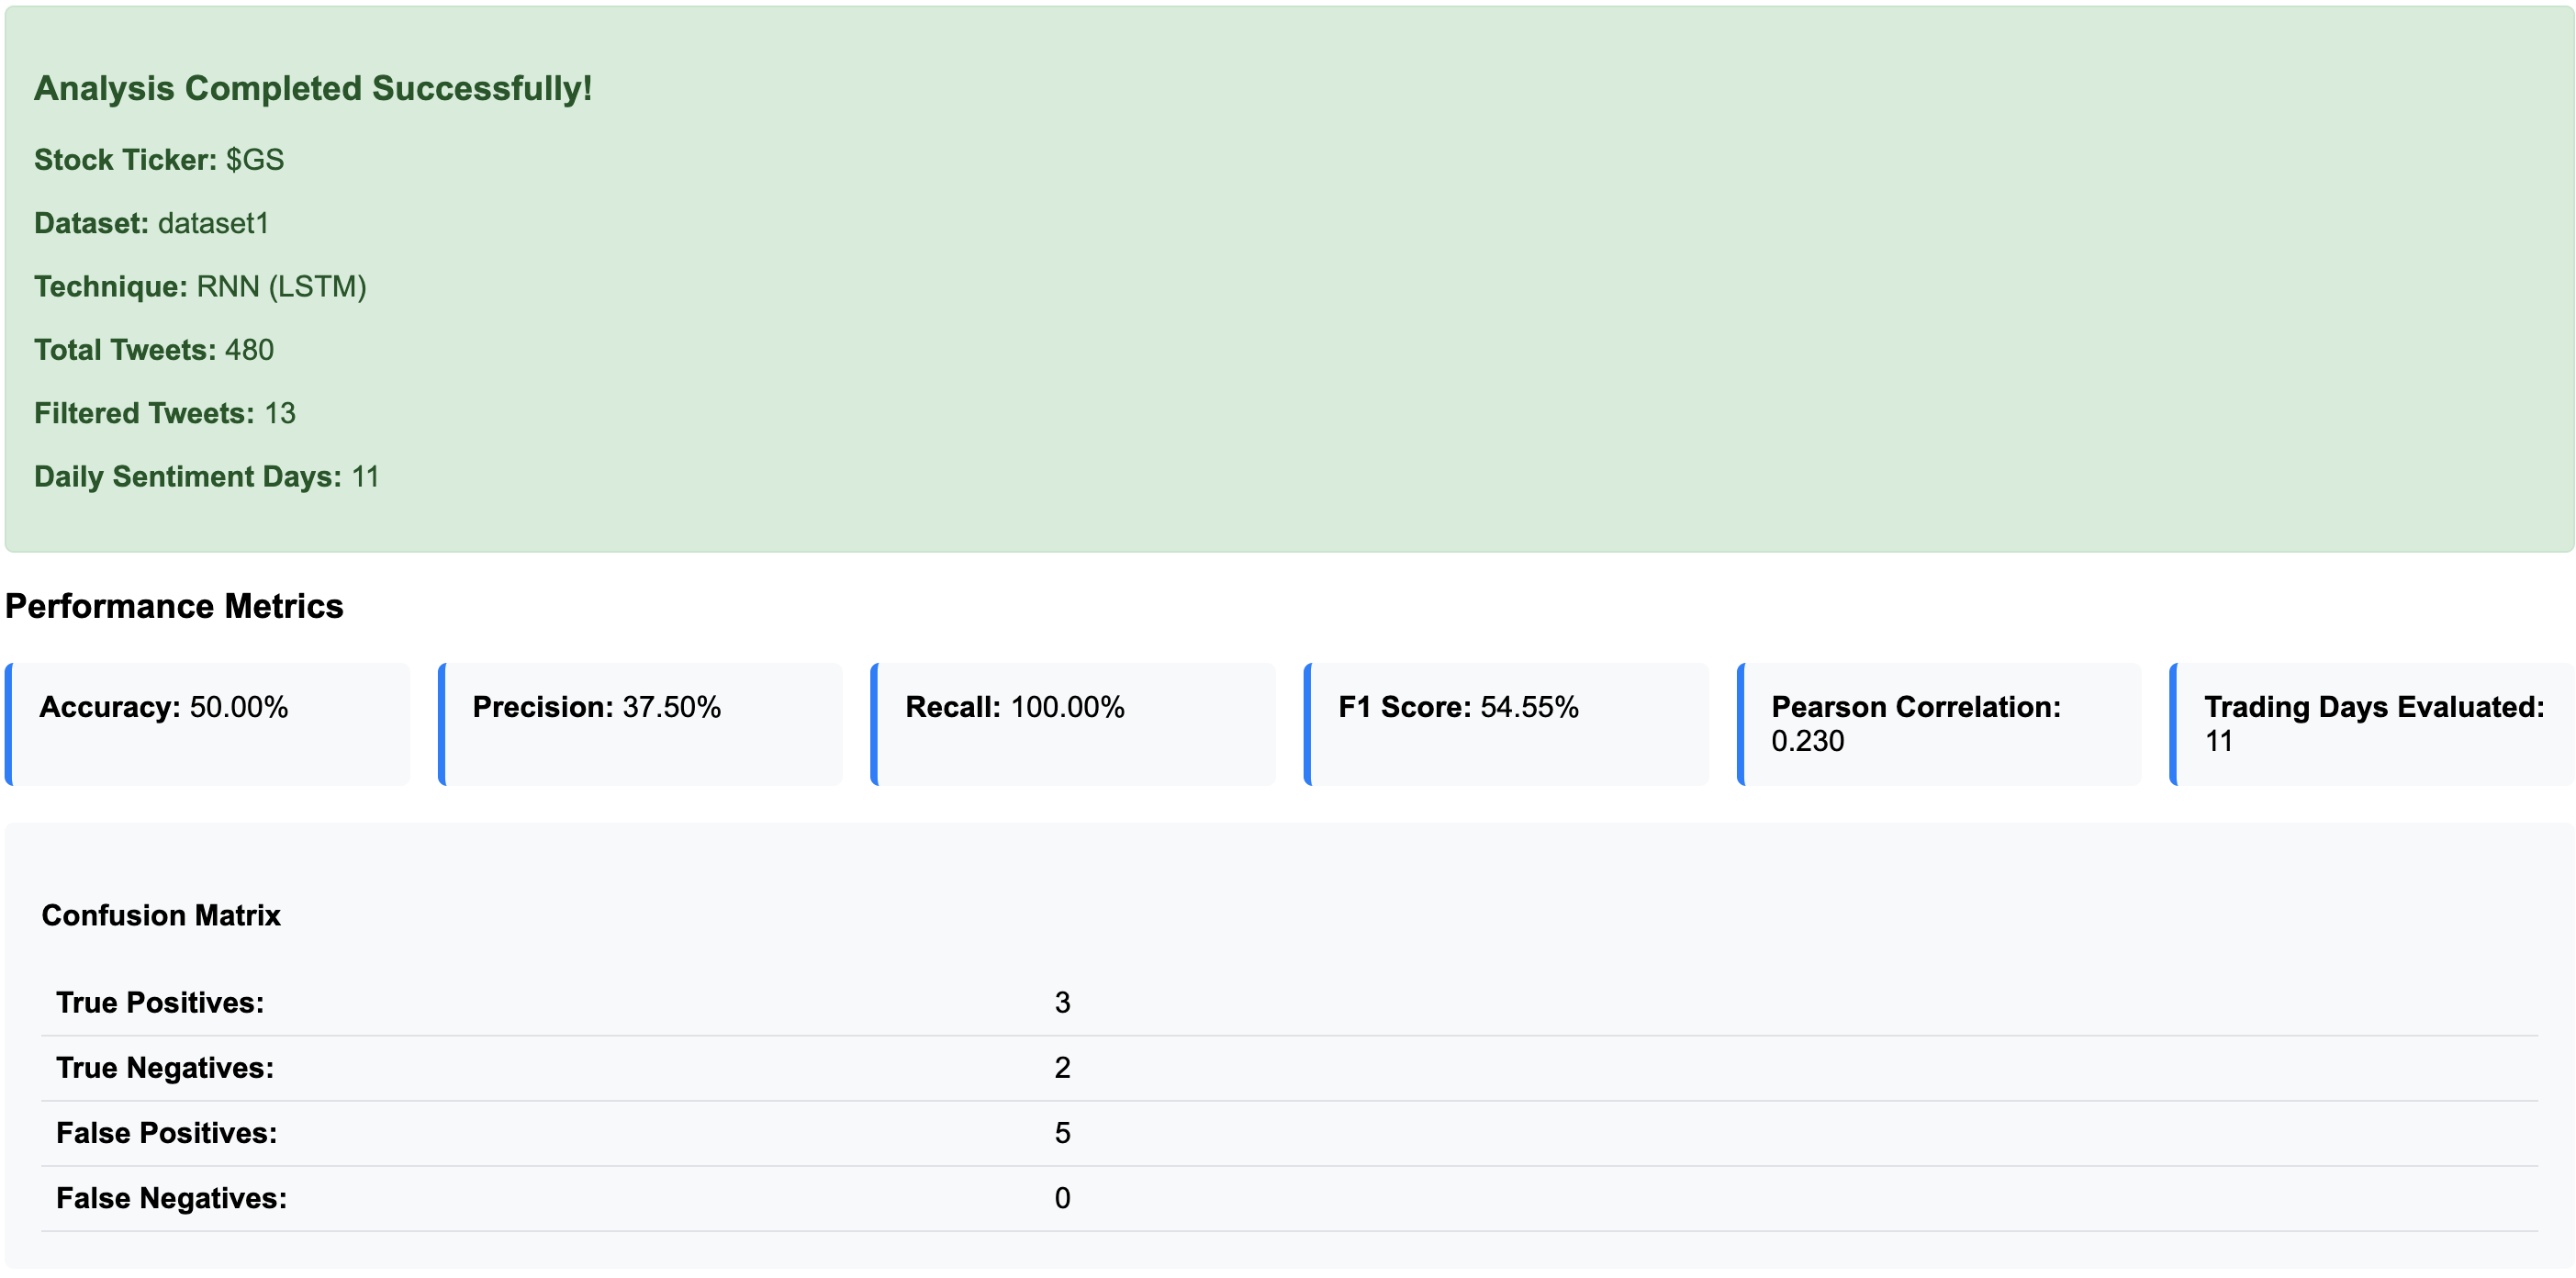 Analysis Completed Successfully!
Stock Ticker: $GS
Dataset: dataset1
Technique: RNN (LSTM)
Total Tweets: 480
Filtered Tweets: 13
Daily Sentiment Days: 11
Performance Metrics
Accuracy: 50.00%
Precision: 37.50%
Recall: 100.00%
F1 Score: 54.55%
Pearson Correlation:
0.230
Trading Days Evaluated:
11
Confusion Matrix
True Positives: 3
True Negatives: 2
False Positives: 5
False Negatives: 0